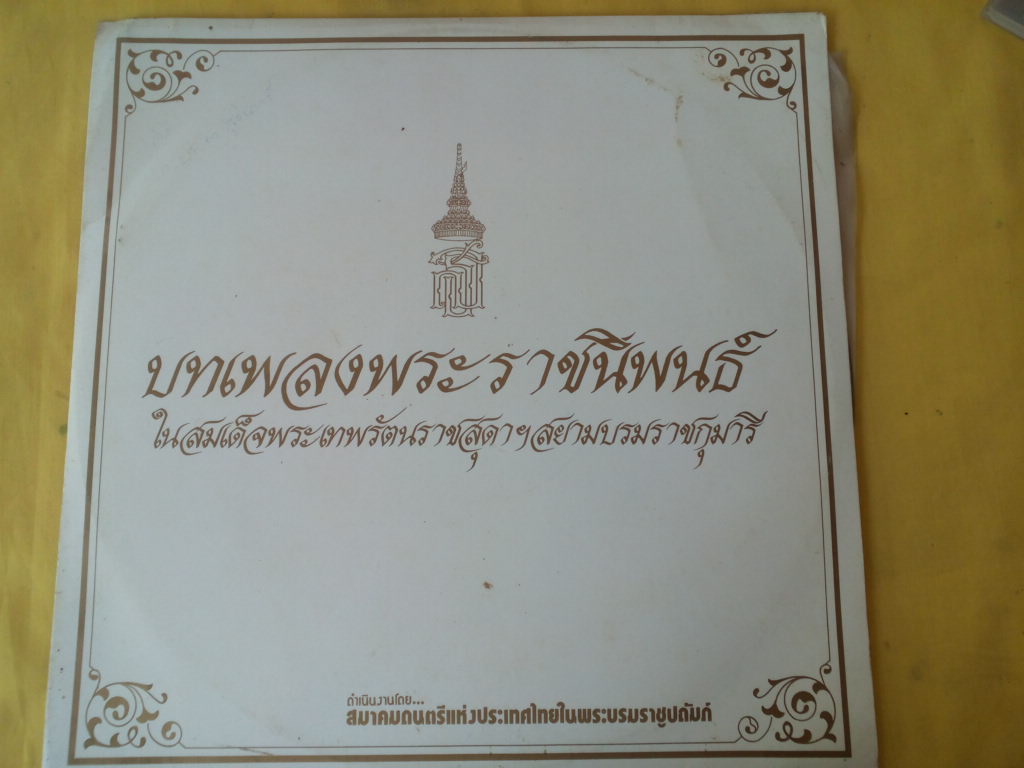 บทเพลงพระราชนิพนธ์
ในสมเด็จพระเทพรัตนราชสุดาฯสยามบรมราชกุมารี
ดำเนินงานโดย...
สมาคมดนตรีแห่งประเทศไทยในพระบรมราชูปถัมภ์